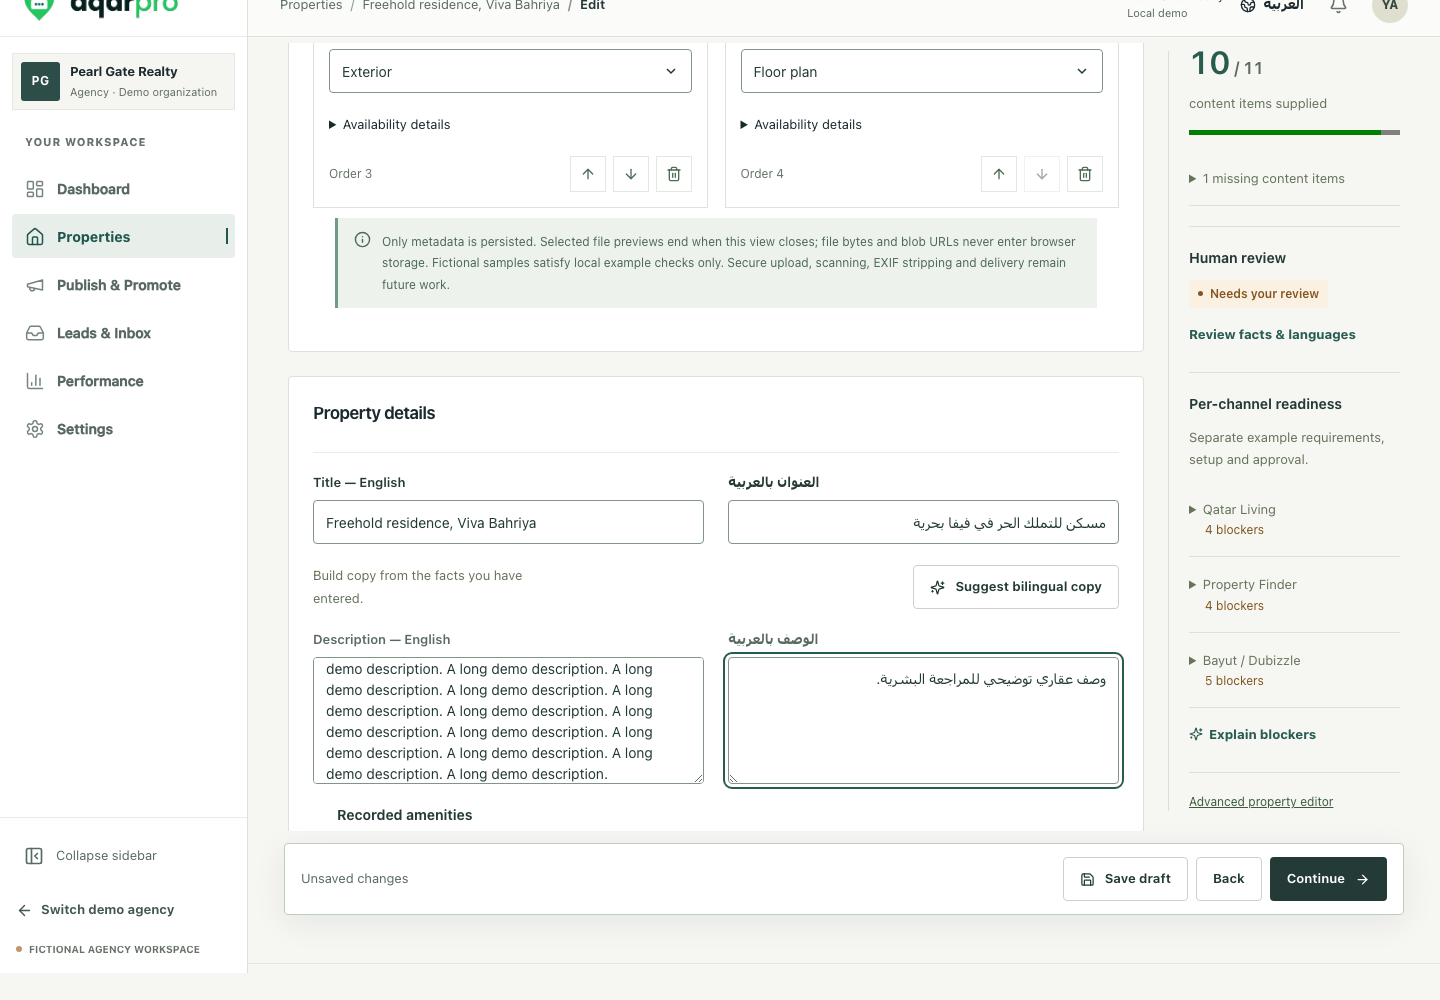 aqarpro
Properties / Freehold residence, Viva Bahriya / Edit
Local demo
العربية
YA
PG
Pearl Gate Realty
Agency · Demo organization
YOUR WORKSPACE
Dashboard
Properties
Publish & Promote
Leads & Inbox
Performance
Settings
Collapse sidebar
Switch demo agency
FICTIONAL AGENCY WORKSPACE
Exterior
Availability details
Order 3
Floor plan
Availability details
Order 4
Only metadata is persisted. Selected file previews end when this view closes; file bytes and blob URLs never enter browser
storage. Fictional samples satisfy local example checks only. Secure upload, scanning, EXIF stripping and delivery remain
future work.
Property details
Title — English
Freehold residence, Viva Bahriya
العنوان بالعربية
مسكن للتملك الحر في فيفا بحرية
Build copy from the facts you have
entered.
Suggest bilingual copy
Description — English
demo description. A long demo description. A long
demo description. A long demo description. A long
demo description. A long demo description. A long
demo description. A long demo description. A long
demo description. A long demo description. A long
demo description. A long demo description.
الوصف بالعربية
وصف عقاري توضيحي للمراجعة البشرية.
Recorded amenities
Unsaved changes
Save draft
Back
Continue
10 / 11
content items supplied
1 missing content items
Human review
Needs your review
Review facts & languages
Per-channel readiness
Separate example requirements,
setup and approval.
Qatar Living
4 blockers
Property Finder
4 blockers
Bayut / Dubizzle
5 blockers
Explain blockers
Advanced property editor